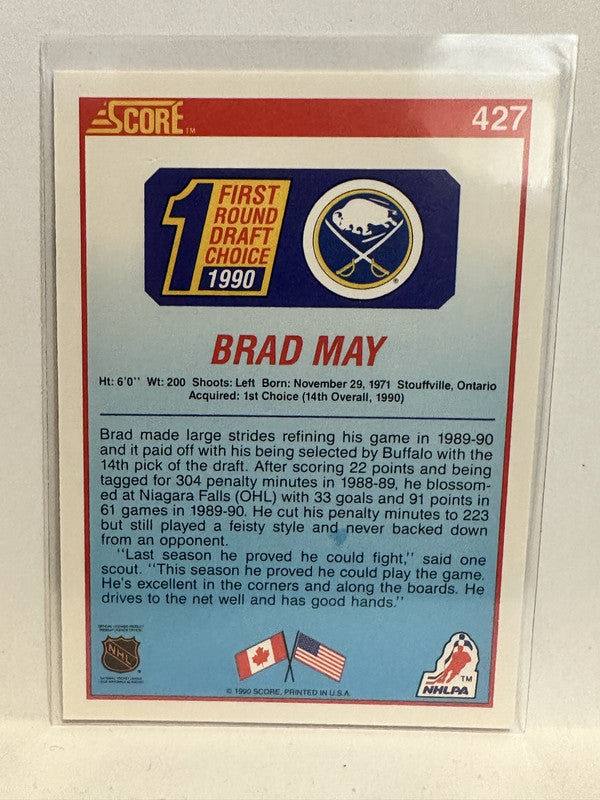 SCORE™ 427
1 FIRST
ROUND
DRAFT
CHOICE
1990
®
BRAD MAY
Ht: 6'0'' Wt: 200 Shoots: Left Born: November 29, 1971 Stouffville, Ontario
Acquired: 1st Choice (14th Overall, 1990)
Brad made large strides refining his game in 1989-90
and it paid off with his being selected by Buffalo with the
14th pick of the draft. After scoring 22 points and being
tagged for 304 penalty minutes in 1988-89, he blossom-
ed at Niagara Falls (OHL) with 33 goals and 91 points in
61 games in 1989-90. He cut his penalty minutes to 223
but still played a feisty style and never backed down
from an opponent.
''Last season he proved he could fight,'' said one
scout. ''This season he proved he could play the game.
He's excellent in the corners and along the boards. He
drives to the net well and has good hands.''
NHL
NHLPA ™
© 1990 SCORE, PRINTED IN U.S.A.